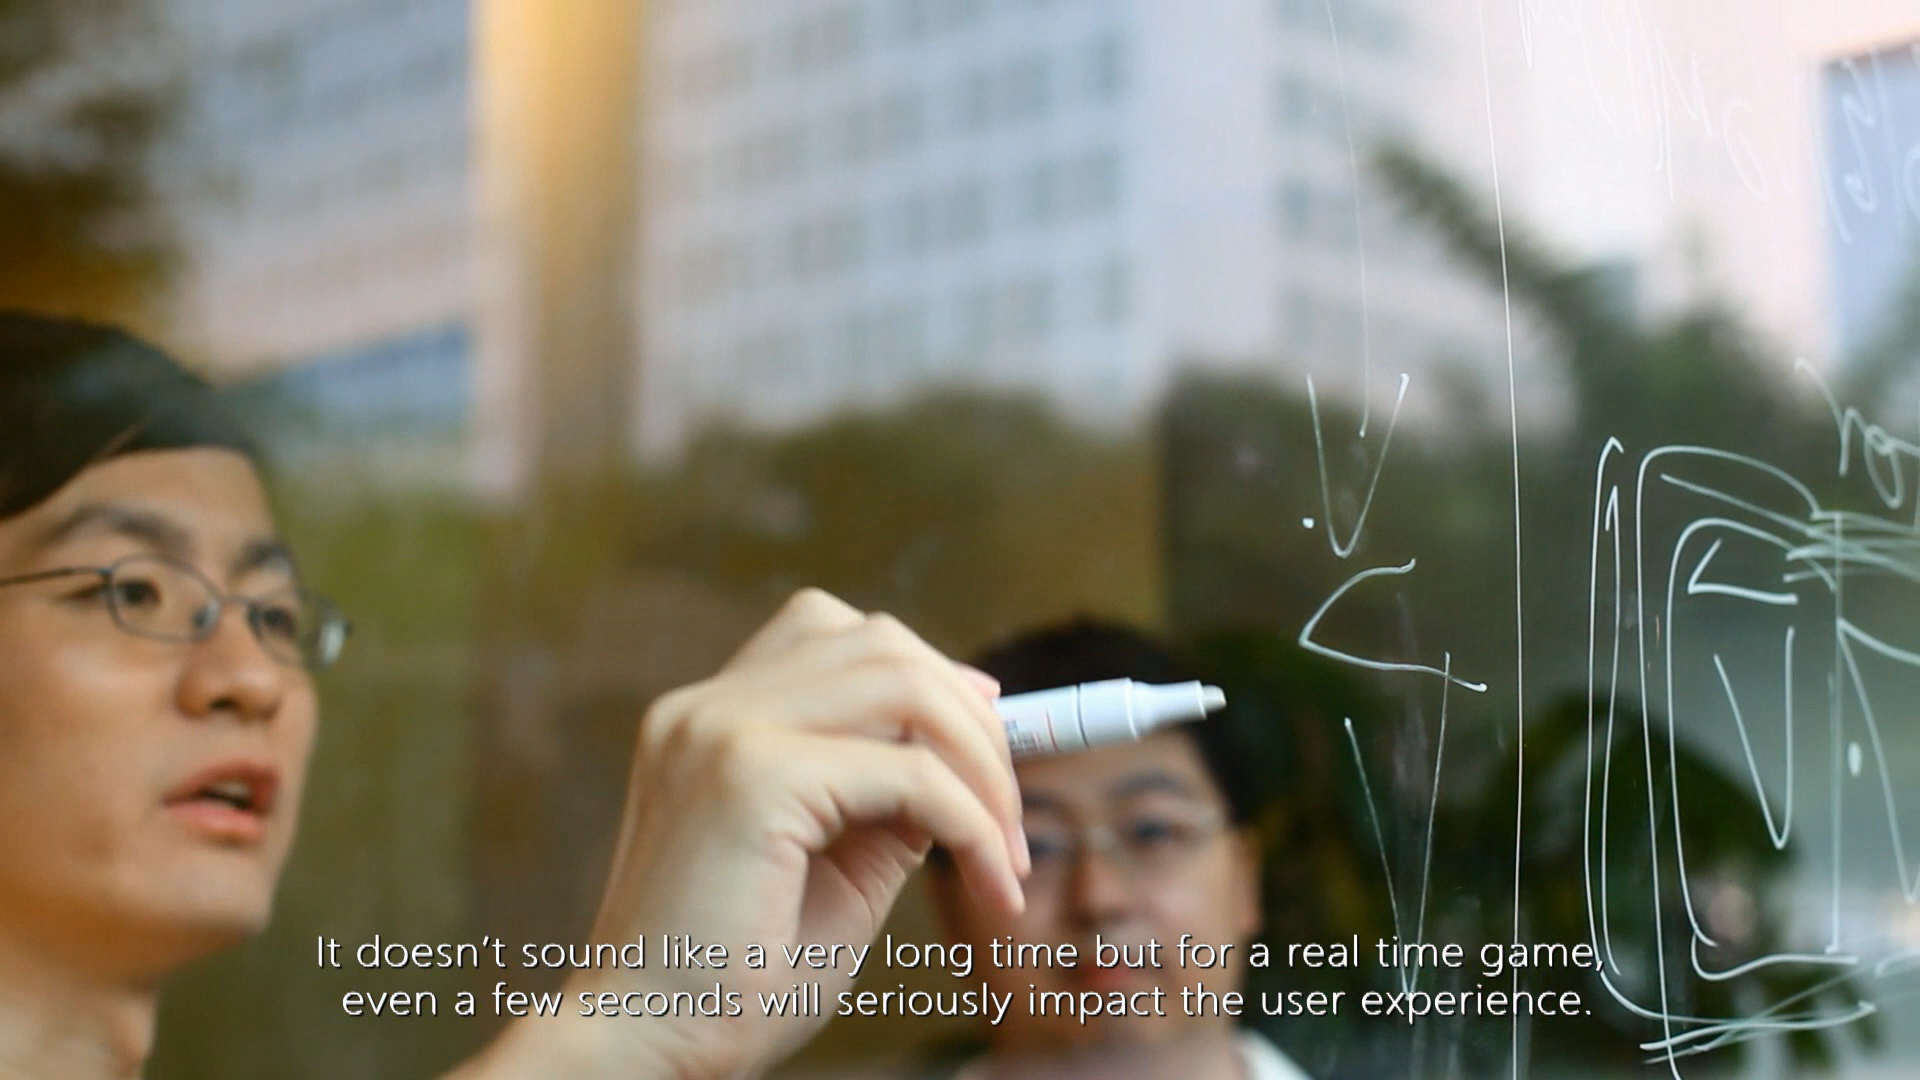 It doesn't sound like a very long time but for a real time game,
even a few seconds will seriously impact the user experience.